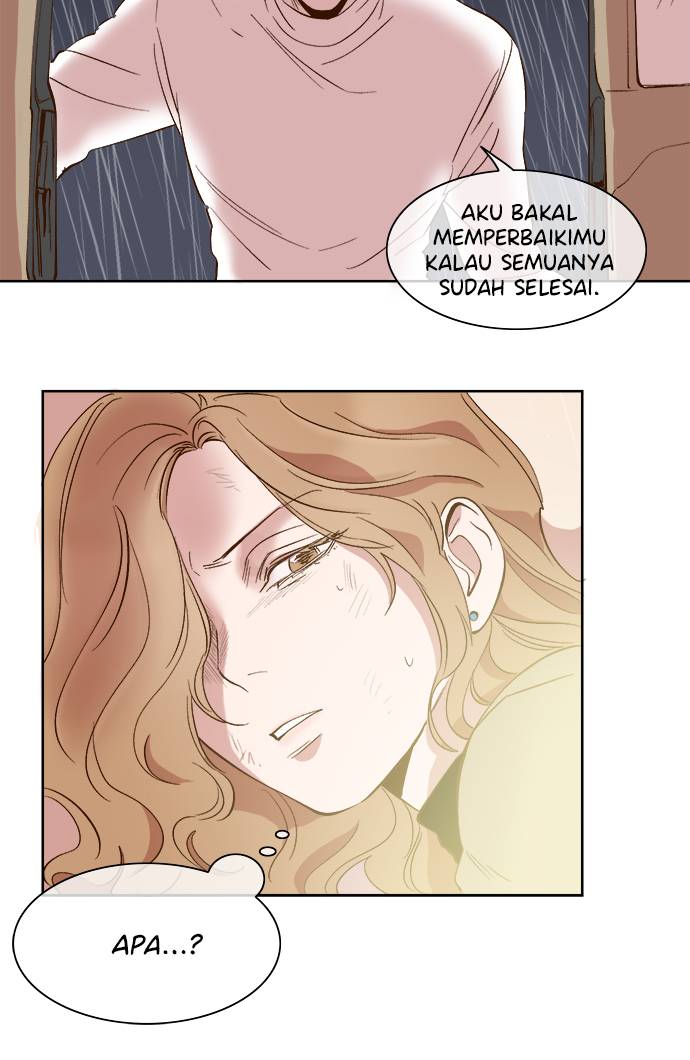 AKU BAKAL
MEMPERBAIKIMU
KALAU SEMUANYA
SUDAH SELESAI.
APA...?